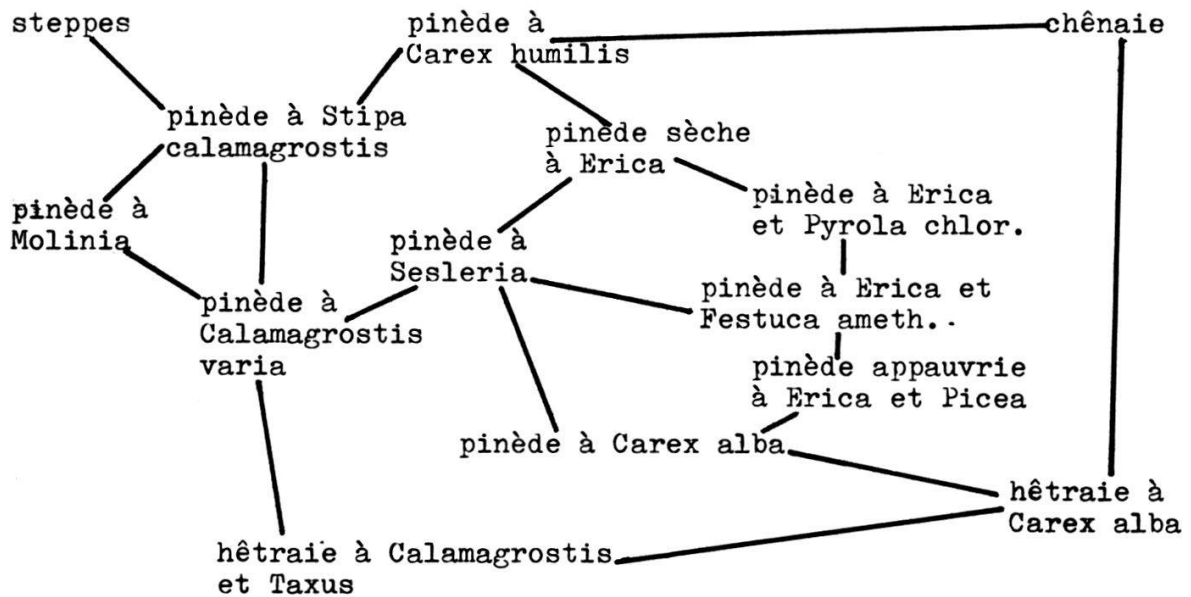 steppes
pinède à
Carex humilis
chênaie
pinède à Stipa
calamagrostis
pinède sèche
à Erica
pinède à
Molinia
pinède à Erica
et Pyrola chlor.
pinède à
Sesleria
pinède à
Calamagrostis
varia
pinède à Erica et
Festuca ameth..
pinède appauvrie
à Erica et Picea
pinède à Carex alba
hêtraie à
Carex alba
hêtraie à Calamagrostis
et Taxus